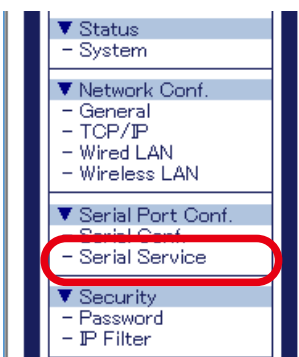 ▼ Status
- System
▼ Network Conf.
- General
- TCP/IP
- Wired LAN
- Wireless LAN
▼ Serial Port Conf.
- Serial Conf.
- Serial Service
▼ Security
- Password
- IP Filter